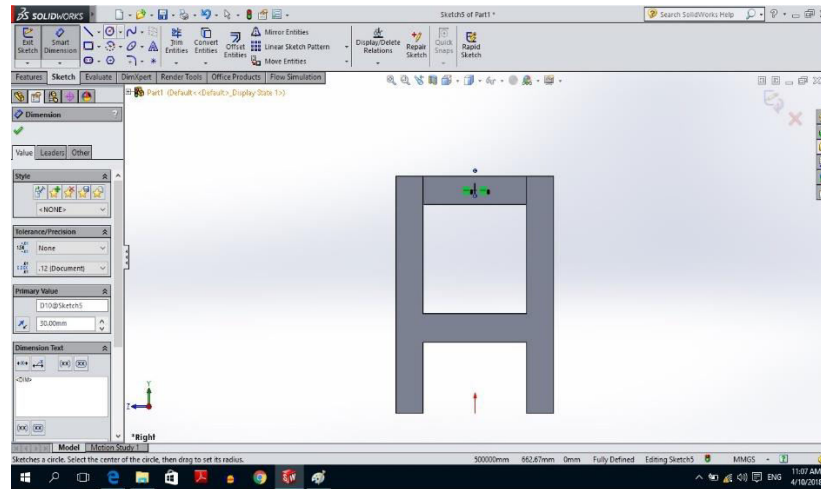 SOLIDWORKS
Sketch5 of Part1 *
Search SolidWorks Help
Exit Sketch
Smart Dimension
Trim Entities
Convert Entities
Offset Entities
Mirror Entities
Linear Sketch Pattern
Move Entities
Display/Delete Relations
Repair Sketch
Quick Snaps
Rapid Sketch
Features Sketch Evaluate DimXpert Render Tools Office Products Flow Simulation
Part1 (Default<<Default>_Display State 1>)
Dimension
?
Value Leaders Other
Style
<NONE>
Tolerance/Precision
None
.12 (Document)
Primary Value
D10@Sketch5
30.00mm
Dimension Text
<DIM>
Y
Z
*Right
Model Motion Study 1
Sketches a circle. Select the center of the circle, then drag to set its radius.
500000mm 662.67mm 0mm Fully Defined Editing Sketch5 MMGS
ENG
11:07 AM
4/10/2018